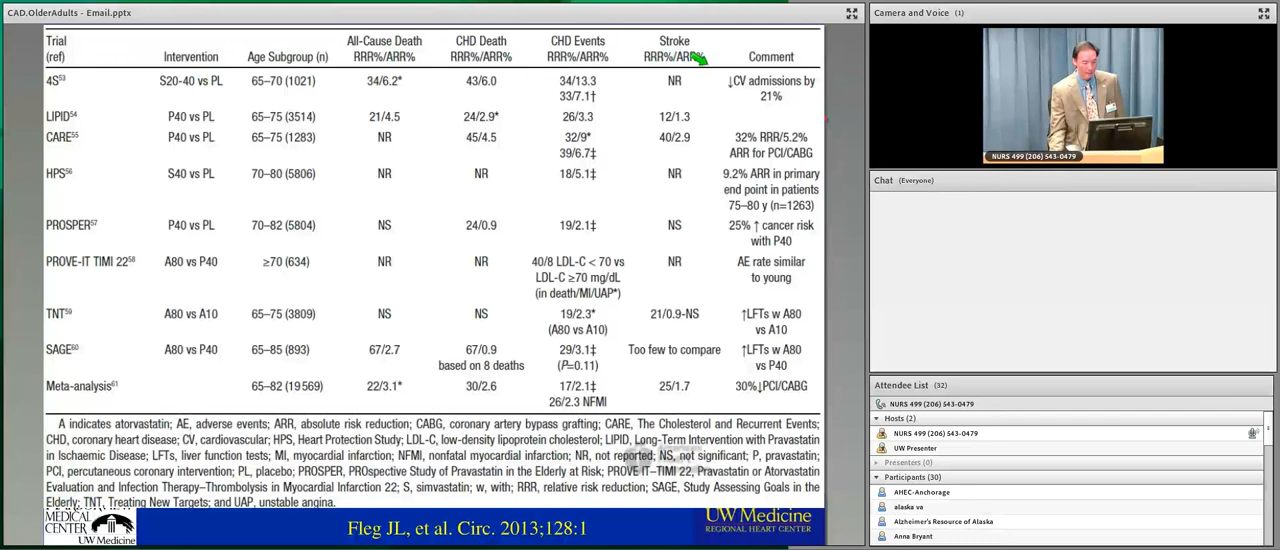 CAD.OlderAdults - Email.pptx
Trial (ref) Intervention Age Subgroup (n) All-Cause Death RRR%/ARR% CHD Death RRR%/ARR% CHD Events RRR%/ARR% Stroke RRR%/ARR% Comment
4S53 S20-40 vs PL 65–70 (1021) 34/6.2* 43/6.0 34/13.3 NR ↓CV admissions by
33/7.1† 21%
LIPID54 P40 vs PL 65–75 (3514) 21/4.5 24/2.9* 26/3.3 12/1.3
CARE55 P40 vs PL 65–75 (1283) NR 45/4.5 32/9* 40/2.9 32% RRR/5.2%
39/6.7‡ ARR for PCI/CABG
HPS56 S40 vs PL 70–80 (5806) NR NR 18/5.1‡ NR 9.2% ARR in primary
end point in patients
75–80 y (n=1263)
PROSPER57 P40 vs PL 70–82 (5804) NS 24/0.9 19/2.1‡ NS 25% ↑ cancer risk
with P40
PROVE-IT TIMI 2258 A80 vs P40 ≥70 (634) NR NR 40/8 LDL-C < 70 vs NR AE rate similar
LDL-C ≥70 mg/dL to young
(in death/MI/UAP*)
TNT59 A80 vs A10 65–75 (3809) NS NS 19/2.3* 21/0.9-NS ↑LFTs w A80
(A80 vs A10) vs A10
SAGE60 A80 vs P40 65–85 (893) 67/2.7 67/0.9 29/3.1‡ Too few to compare ↑LFTs w A80
based on 8 deaths (P=0.11) vs P40
Meta-analysis61 65–82 (19 569) 22/3.1* 30/2.6 17/2.1‡ 25/1.7 30%↓PCI/CABG
26/2.3 NFMI
A indicates atorvastatin; AE, adverse events; ARR, absolute risk reduction; CABG, coronary artery bypass grafting; CARE, The Cholesterol and Recurrent Events;
CHD, coronary heart disease; CV, cardiovascular; HPS, Heart Protection Study; LDL-C, low-density lipoprotein cholesterol; LIPID, Long-Term Intervention with Pravastatin
in Ischaemic Disease; LFTs, liver function tests; MI, myocardial infarction; NFMI, nonfatal myocardial infarction; NR, not reported; NS, not significant; P, pravastatin;
PCI, percutaneous coronary intervention; PL, placebo; PROSPER, PROspective Study of Pravastatin in the Elderly at Risk; PROVE IT–TIMI 22, Pravastatin or Atorvastatin
Evaluation and Infection Therapy–Thrombolysis in Myocardial Infarction 22; S, simvastatin; w, with; RRR, relative risk reduction; SAGE, Study Assessing Goals in the
Elderly; TNT, Treating New Targets; and UAP, unstable angina.
MEDICAL
CENTER
UW Medicine
Fleg JL, et al. Circ. 2013;128:1
UW Medicine
REGIONAL HEART CENTER
Camera and Voice (1)
NURS 499 (206) 543-0479
Chat (Everyone)
Attendee List (32)
NURS 499 (206) 543-0479
Hosts (2)
NURS 499 (206) 543-0479
UW Presenter
Presenters (0)
Participants (30)
AHEC-Anchorage
alaska va
Alzheimer's Resource of Alaska
Anna Bryant